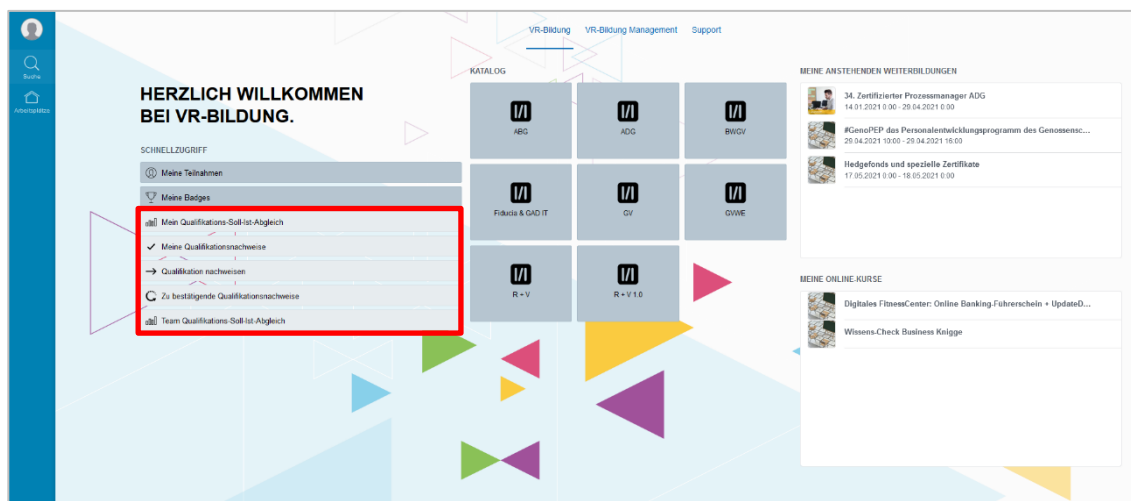 VR-Bildung VR-Bildung Management Support
Suche
Arbeitsplätze
HERZLICH WILLKOMMEN
BEI VR-BILDUNG.
SCHNELLZUGRIFF
Meine Teilnahmen
Meine Badges
Mein Qualifikations-Soll-Ist-Abgleich
Meine Qualifikationsnachweise
Qualifikation nachweisen
Zu bestätigende Qualifikationsnachweise
Team Qualifikations-Soll-Ist-Abgleich
KATALOG
ABG
ADG
BWGV
Fiducia & GAD IT
GV
GVWE
R + V
R + V 1.0
MEINE ANSTEHENDEN WEITERBILDUNGEN
34. Zertifizierter Prozessmanager ADG
14.01.2021 0:00 - 29.04.2021 0:00
#GenoPEP das Personalentwicklungsprogramm des Genossensc...
29.04.2021 10:00 - 29.04.2021 16:00
Hedgefonds und spezielle Zertifikate
17.05.2021 0:00 - 18.05.2021 0:00
MEINE ONLINE-KURSE
Digitales FitnessCenter: Online Banking-Führerschein + UpdateD...
Wissens-Check Business Knigge